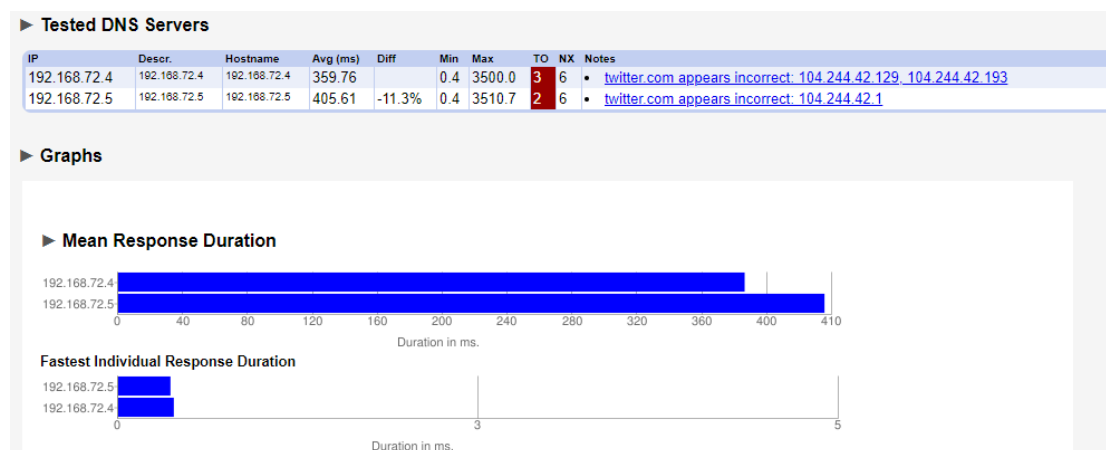 Tested DNS Servers
IP Descr. Hostname Avg (ms) Diff Min Max TO NX Notes
192.168.72.4 192.168.72.4 192.168.72.4 359.76 0.4 3500.0 3 6 • twitter.com appears incorrect: 104.244.42.129, 104.244.42.193
192.168.72.5 192.168.72.5 192.168.72.5 405.61 -11.3% 0.4 3510.7 2 6 • twitter.com appears incorrect: 104.244.42.1
Graphs
Mean Response Duration
192.168.72.4
192.168.72.5
0 40 80 120 160 200 240 280 320 360 400 410
Duration in ms.
Fastest Individual Response Duration
192.168.72.5
192.168.72.4
0 3 5
Duration in ms.